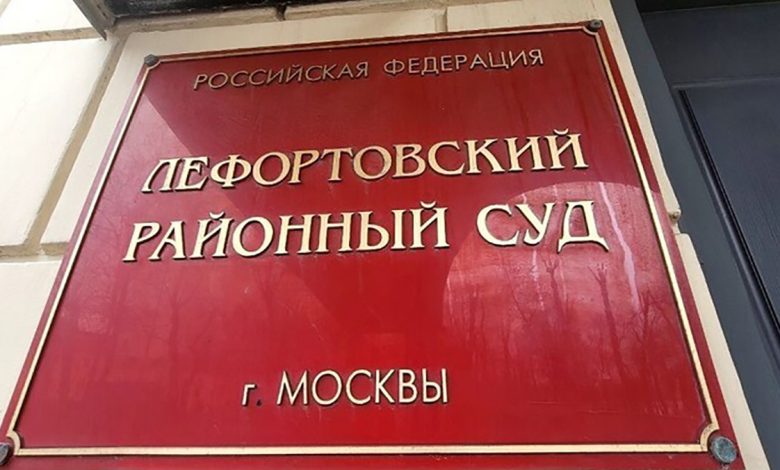 РОССИЙСКАЯ ФЕДЕРАЦИЯ
ЛЕФОРТОВСКИЙ
РАЙОННЫЙ СУД
г. МОСКВЫ